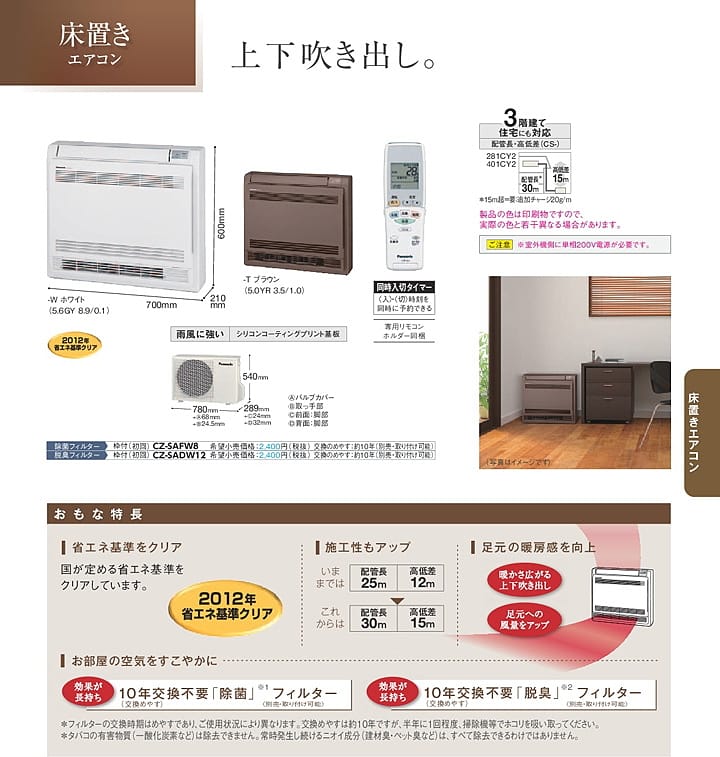 床置き
エアコン
上下吹き出し。
3階建て
住宅にも対応
配管長・高低差(CS-)
281CY2
401CY2
高低差
15m
配管長*
30m
*15m超=要:追加チャージ20g/m
製品の色は印刷物ですので、
実際の色と若干異なる場合があります。
ご注意 ※室外機側に単相200V電源が必要です。
Panasonic
600mm
-W ホワイト
(5.6GY 8.9/0.1)
700mm
210
mm
-T ブラウン
(5.0YR 3.5/1.0)
28
Panasonic
同時入切タイマー
〈入〉・〈切〉時刻を
同時に予約できる
専用リモコン
ホルダー同梱
2012年
省エネ基準クリア
雨風に強い シリコンコーティングプリント基板
Panasonic
540mm
780mm
+Ⓐ68mm
+Ⓑ24.5mm
289mm
+Ⓒ24mm
+Ⓓ32mm
Ⓐバルブカバー
Ⓑ取っ手部
Ⓒ前面:脚部
Ⓓ背面:脚部
除菌フィルター 枠付(初回) CZ-SAFW8 希望小売価格:2,400円(税抜) 交換のめやす:約10年(別売・取り付け可能)
脱臭フィルター 枠付(初回) CZ-SADW12 希望小売価格:2,400円(税抜) 交換のめやす:約10年(別売・取り付け可能)
(写真はイメージです)
床置きエアコン
おもな特長
省エネ基準をクリア
国が定める省エネ基準を
クリアしています。
2012年
省エネ基準クリア
施工性もアップ
いま
までは
配管長
25m
高低差
12m
これ
からは
配管長
30m
高低差
15m
足元の暖房感を向上
暖かさ広がる
上下吹き出し
足元への
風量をアップ
お部屋の空気をすこやかに
効果が
長持ち
10年交換不要「除菌」※1フィルター
(交換めやす)
〈別売・取り付け可能〉
効果が
長持ち
10年交換不要「脱臭」※2フィルター
(交換めやす)
〈別売・取り付け可能〉
*フィルターの交換時期はめやすであり、ご使用状況により異なります。交換めやすは約10年ですが、半年に1回程度、掃除機等でホコリを吸い取ってください。
*タバコの有害物質(一酸化炭素など)は除去できません。常時発生し続けるニオイ成分(建材臭・ペット臭など)は、すべて除去できるわけではありません。